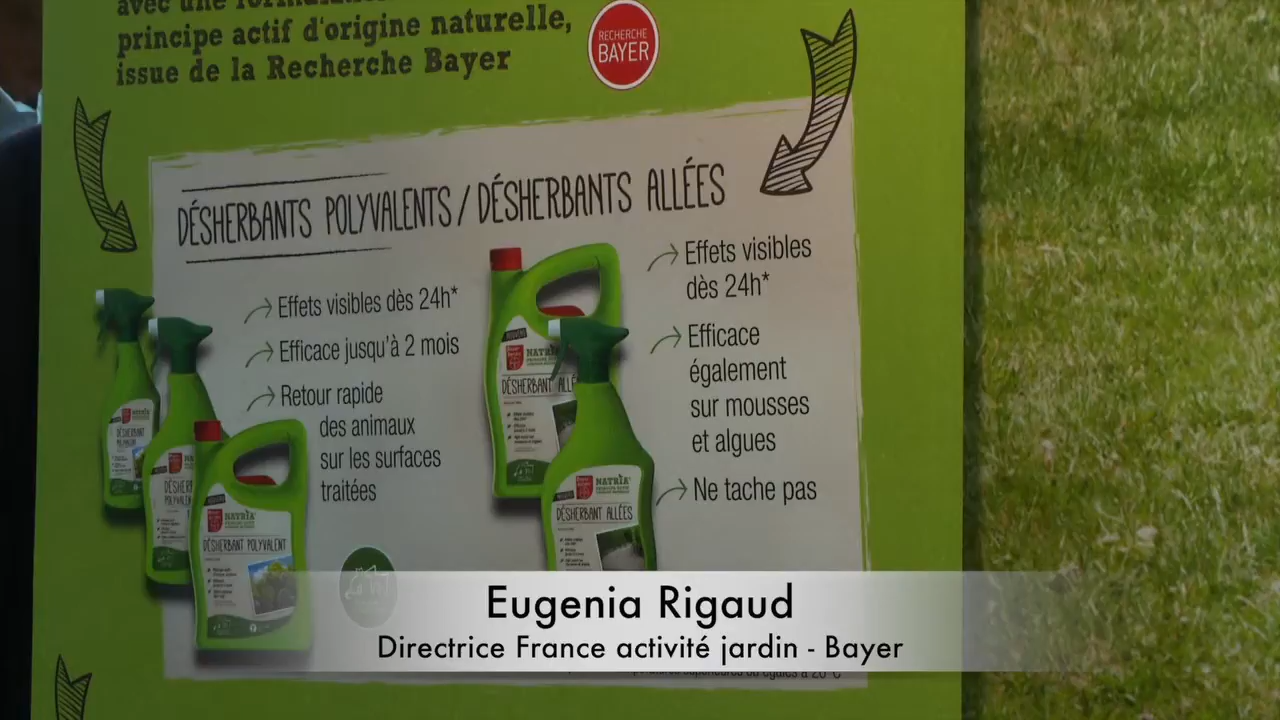 avec une
principe actif d'origine naturelle,
issue de la Recherche Bayer
RECHERCHE
BAYER
DÉSHERBANTS POLYVALENTS / DÉSHERBANTS ALLÉES
Effets visibles dès 24h*
Efficace jusqu'à 2 mois
Retour rapide
des animaux
sur les surfaces
traitées
Effets visibles
dès 24h*
Efficace
également
sur mousses
et algues
Ne tache pas
NATRIA
DÉSHERBANT ALLÉ
NATRIA
DÉSHERBANT ALLÉES
NATRIA
DÉSHERBANT POLYVALENT
Eugenia Rigaud
Directrice France activité jardin - Bayer